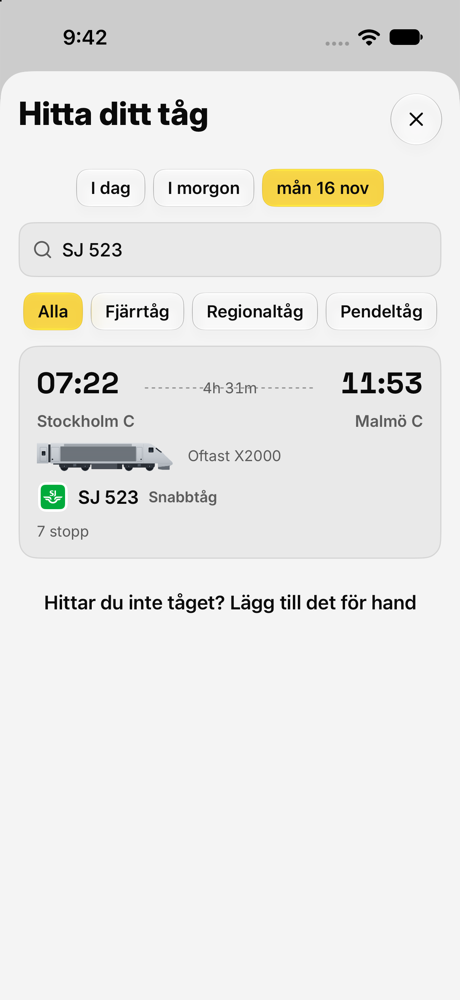 9:42
Hitta ditt tåg
I dag
I morgon
mån 16 nov
SJ 523
Alla
Fjärrtåg
Regionaltåg
Pendeltåg
07:22
4h 31m
11:53
Stockholm C
Malmö C
Oftast X2000
SJ
SJ 523 Snabbtåg
7 stopp
Hittar du inte tåget? Lägg till det för hand